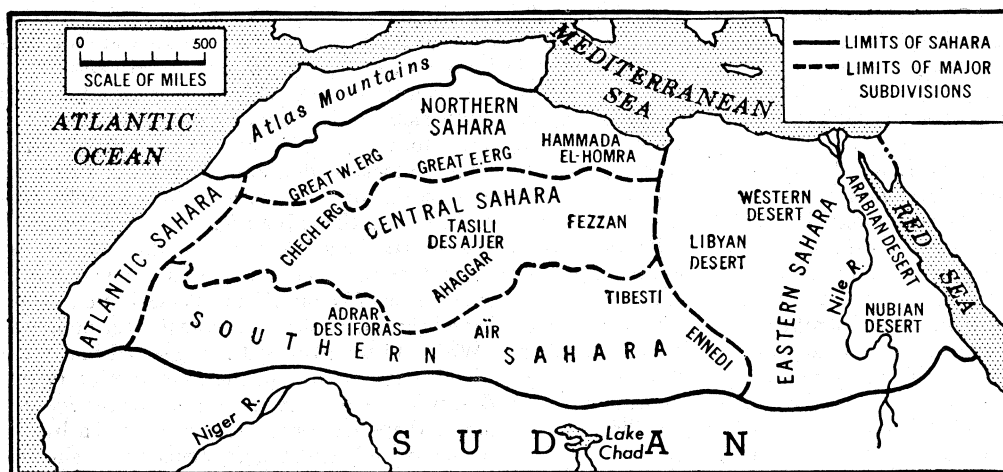 0 500
SCALE OF MILES
LIMITS OF SAHARA
LIMITS OF MAJOR
SUBDIVISIONS
MEDITERRANEAN
SEA
ATLANTIC
OCEAN
Atlas Mountains
NORTHERN
SAHARA
HAMMADA
EL-HOMRA
GREAT W. ERG
GREAT E. ERG
CHECH ERG
CENTRAL SAHARA
TASILI
DES AJJER
FEZZAN
AHAGGAR
ATLANTIC SAHARA
WESTERN
DESERT
LIBYAN
DESERT
EASTERN SAHARA
ARABIAN DESERT
RED SEA
Nile R.
NUBIAN
DESERT
TIBESTI
ENNEDI
ADRAR
DES IFORAS
AÏR
SOUTHERN SAHARA
Niger R.
SUDAN
Lake
Chad